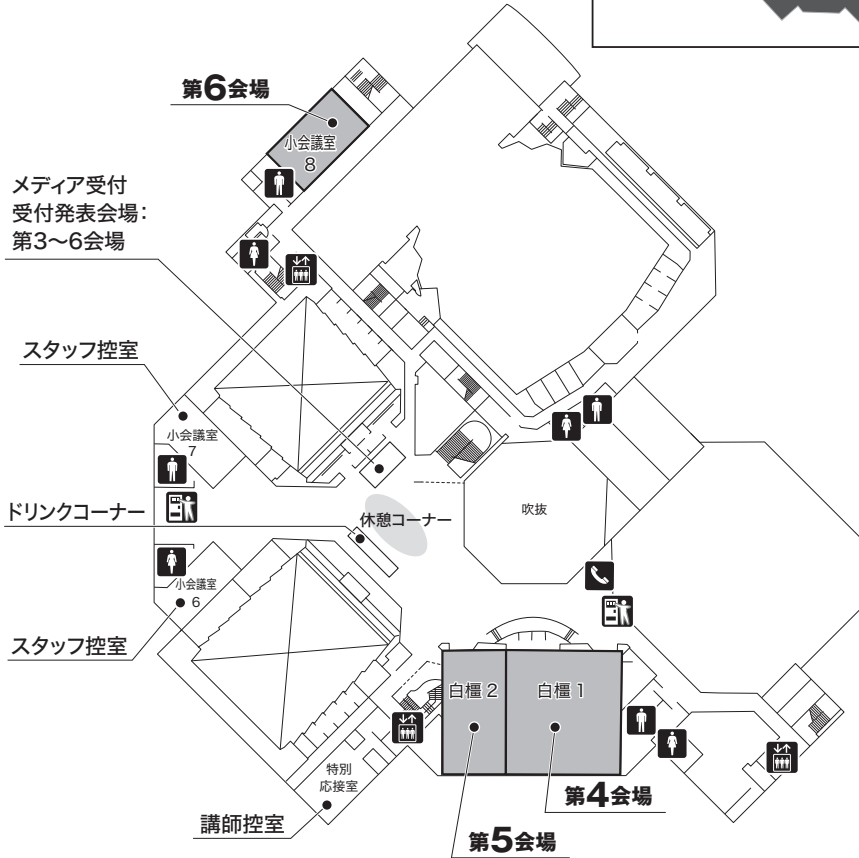 第6会場
小会議室
8
メディア受付
受付発表会場：
第3〜6会場
スタッフ控室
小会議室
7
ドリンクコーナー
休憩コーナー
吹抜
小会議室
6
スタッフ控室
白橿 2
白橿 1
特別
応接室
第4会場
講師控室
第5会場